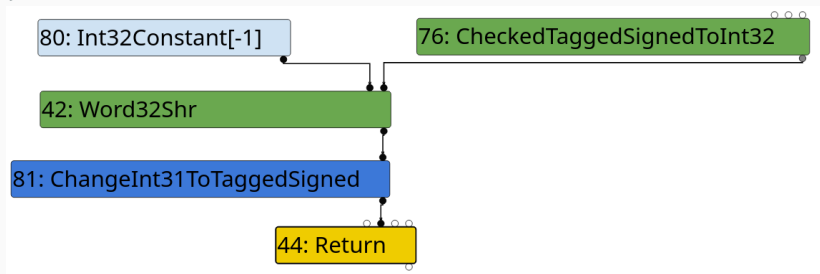 80: Int32Constant[-1]
76: CheckedTaggedSignedToInt32
42: Word32Shr
81: ChangeInt31ToTaggedSigned
44: Return